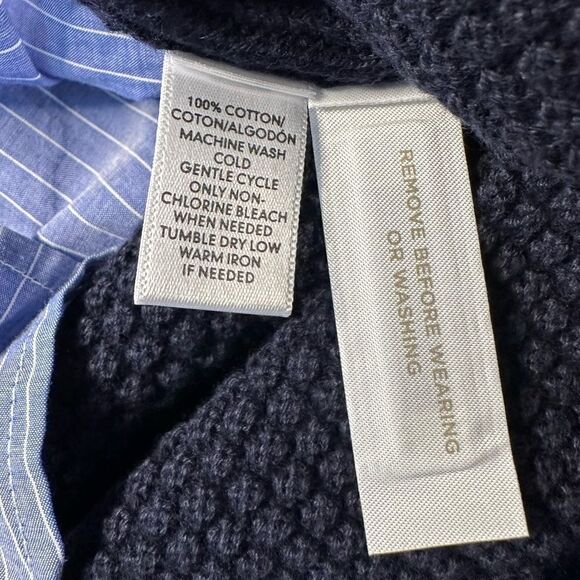 100% COTTON/
COTON/ALGODÓN
MACHINE WASH
COLD
GENTLE CYCLE
ONLY NON-
CHLORINE BLEACH
WHEN NEEDED
TUMBLE DRY LOW
WARM IRON
IF NEEDED
REMOVE BEFORE WEARING
OR WASHING